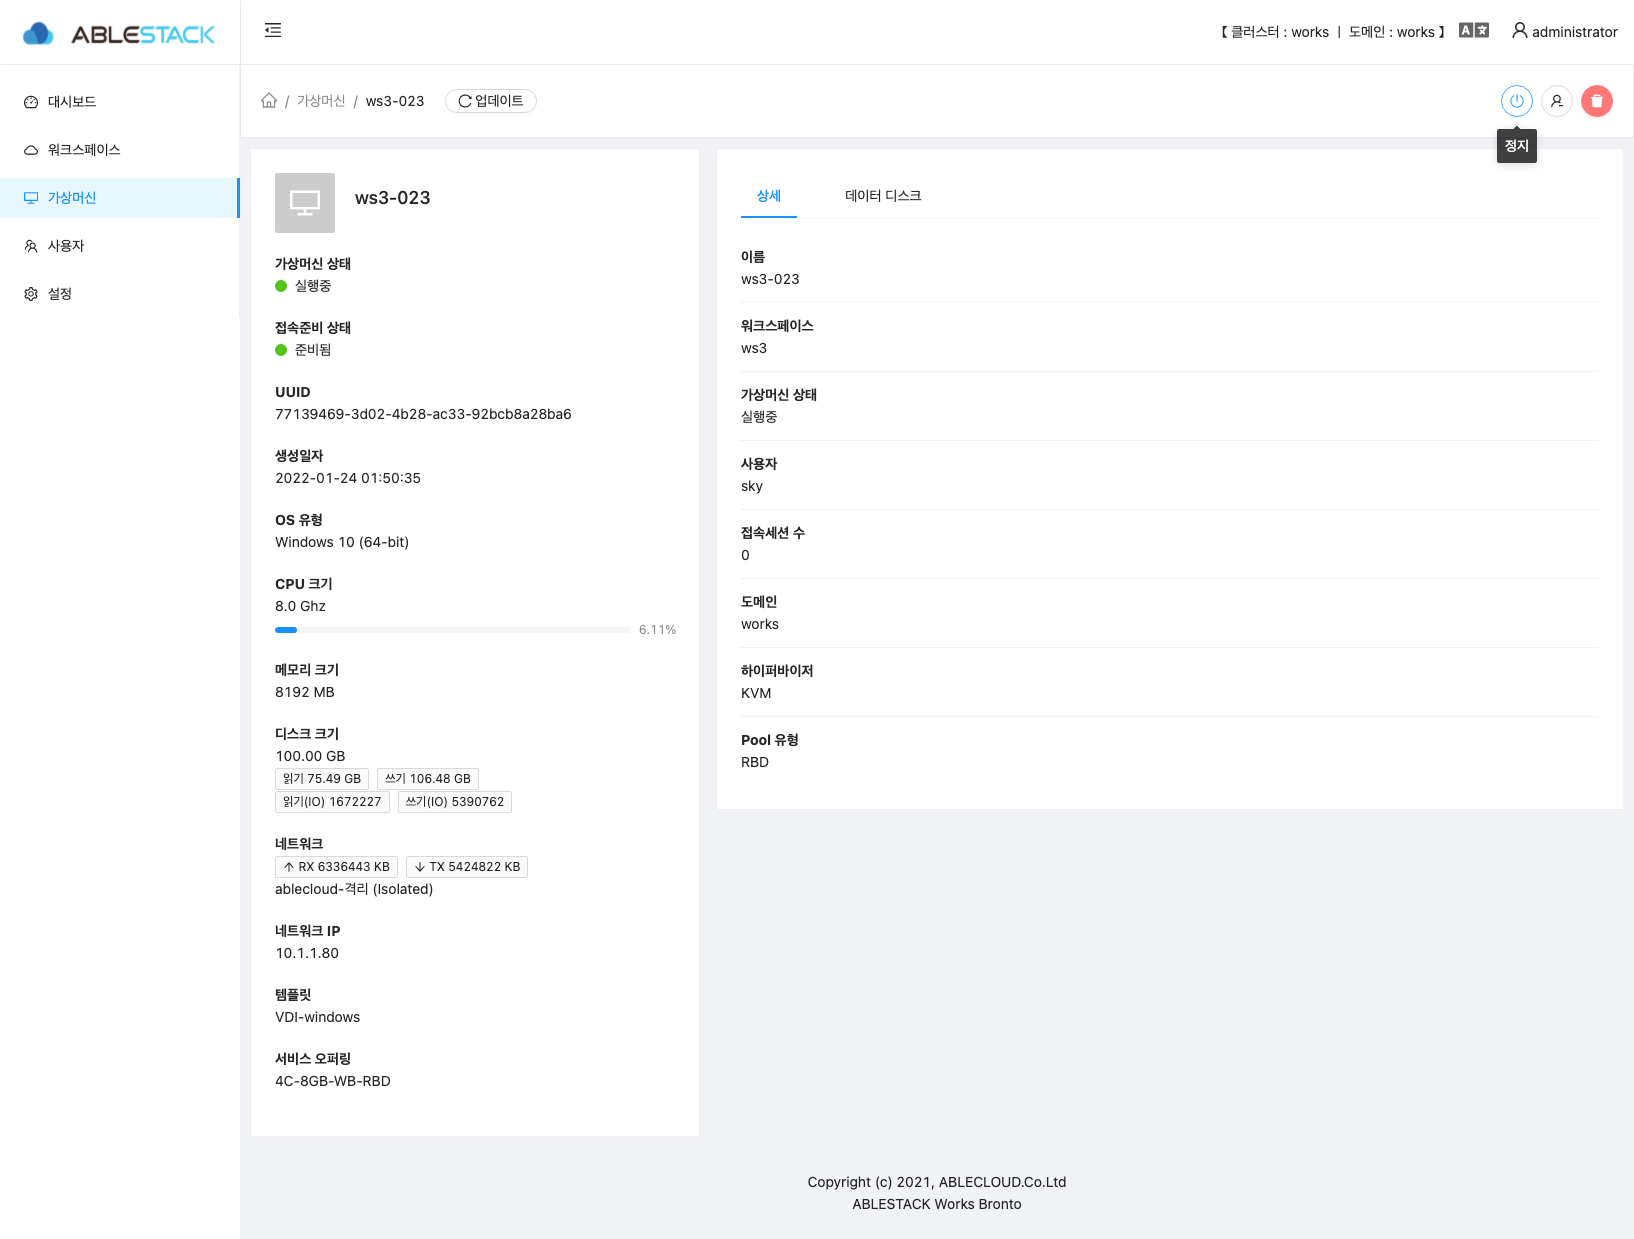 ABLESTACK
【 클러스터 : works | 도메인 : works 】
administrator
대시보드
워크스페이스
가상머신
사용자
설정
/ 가상머신 / ws3-023
업데이트
정지
ws3-023
가상머신 상태
실행중
접속준비 상태
준비됨
UUID
77139469-3d02-4b28-ac33-92bcb8a28ba6
생성일자
2022-01-24 01:50:35
OS 유형
Windows 10 (64-bit)
CPU 크기
8.0 Ghz
6.11%
메모리 크기
8192 MB
디스크 크기
100.00 GB
읽기 75.49 GB 쓰기 106.48 GB
읽기(IO) 1672227 쓰기(IO) 5390762
네트워크
↑ RX 6336443 KB ↓ TX 5424822 KB
ablecloud-격리 (Isolated)
네트워크 IP
10.1.1.80
템플릿
VDI-windows
서비스 오퍼링
4C-8GB-WB-RBD
상세 데이터 디스크
이름
ws3-023
워크스페이스
ws3
가상머신 상태
실행중
사용자
sky
접속세션 수
0
도메인
works
하이퍼바이저
KVM
Pool 유형
RBD
Copyright (c) 2021, ABLECLOUD.Co.Ltd
ABLESTACK Works Bronto